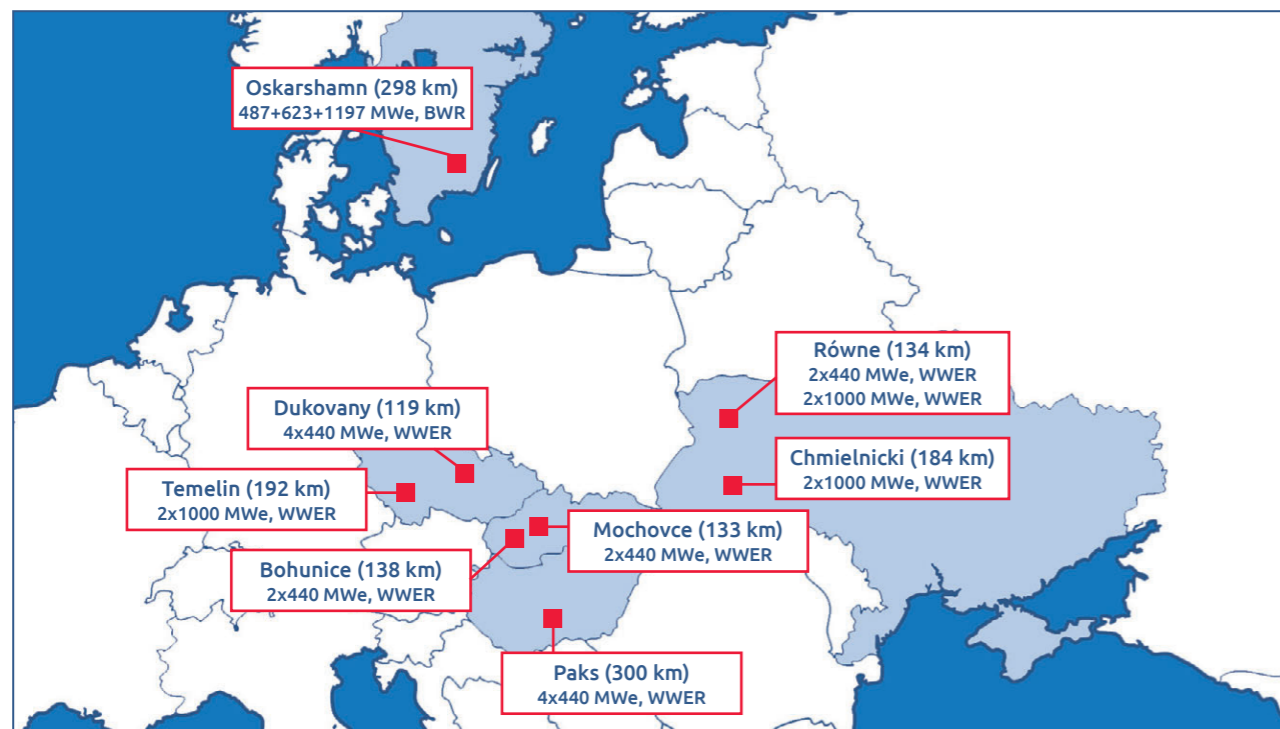 Oskarshamn (298 km)
487+623+1197 MWe, BWR
Równe (134 km)
2x440 MWe, WWER
2x1000 MWe, WWER
Dukovany (119 km)
4x440 MWe, WWER
Chmielnicki (184 km)
2x1000 MWe, WWER
Temelin (192 km)
2x1000 MWe, WWER
Mochovce (133 km)
2x440 MWe, WWER
Bohunice (138 km)
2x440 MWe, WWER
Paks (300 km)
4x440 MWe, WWER